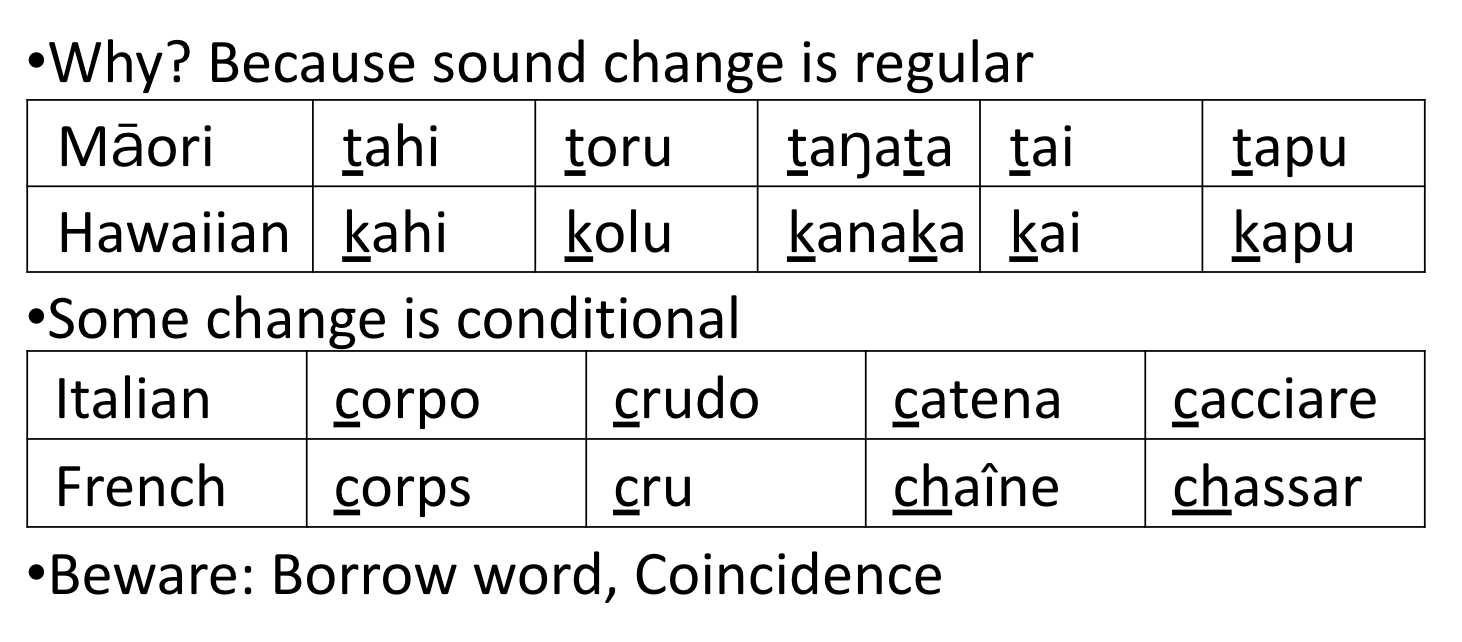 •Why? Because sound change is regular
Māori tahi toru taŋata tai tapu
Hawaiian kahi kolu kanaka kai kapu
•Some change is conditional
Italian corpo crudo catena cacciare
French corps cru chaîne chassar
•Beware: Borrow word, Coincidence